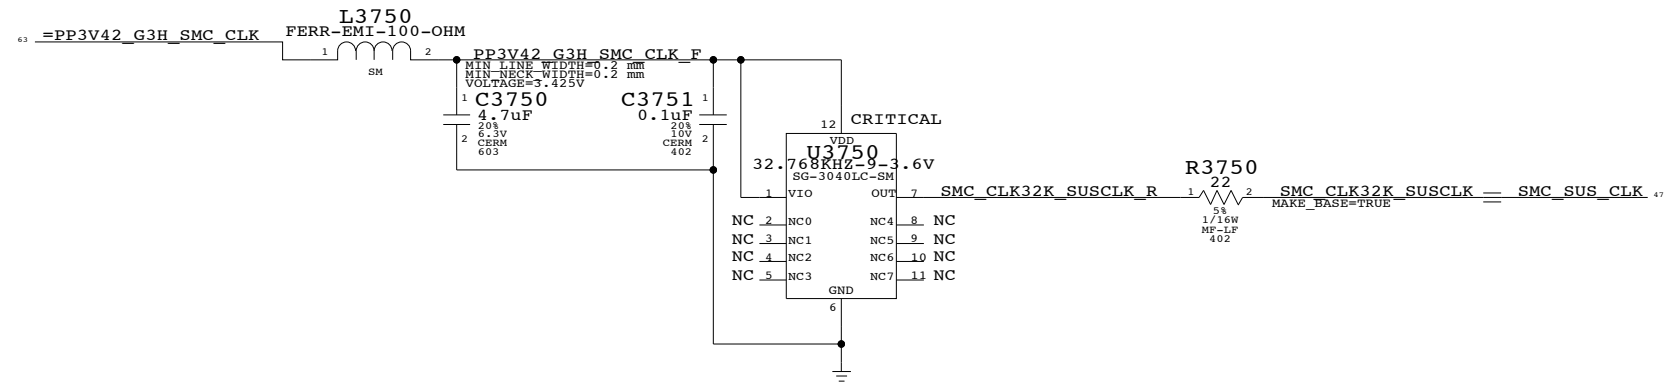 L3750
FERR-EMI-100-OHM
63 =PP3V42_G3H_SMC_CLK
1 2
SM
PP3V42_G3H_SMC_CLK_F
MIN_LINE_WIDTH=0.2 mm
MIN_NECK_WIDTH=0.2 mm
VOLTAGE=3.425V
1 C3750
4.7uF
20%
6.3V
2 CERM
603
C3751 1
0.1uF
20%
10V
CERM 2
402
12 CRITICAL
VDD
U3750
32.768KHZ-9-3.6V
SG-3040LC-SM
1 VIO OUT 7
NC 2 NC0 NC4 8 NC
NC 3 NC1 NC5 9 NC
NC 4 NC2 NC6 10 NC
NC 5 NC3 NC7 11 NC
GND
6
SMC_CLK32K_SUSCLK_R
R3750
22
1 2
5%
1/16W
MF-LF
402
SMC_CLK32K_SUSCLK
MAKE_BASE=TRUE
SMC_SUS_CLK 47